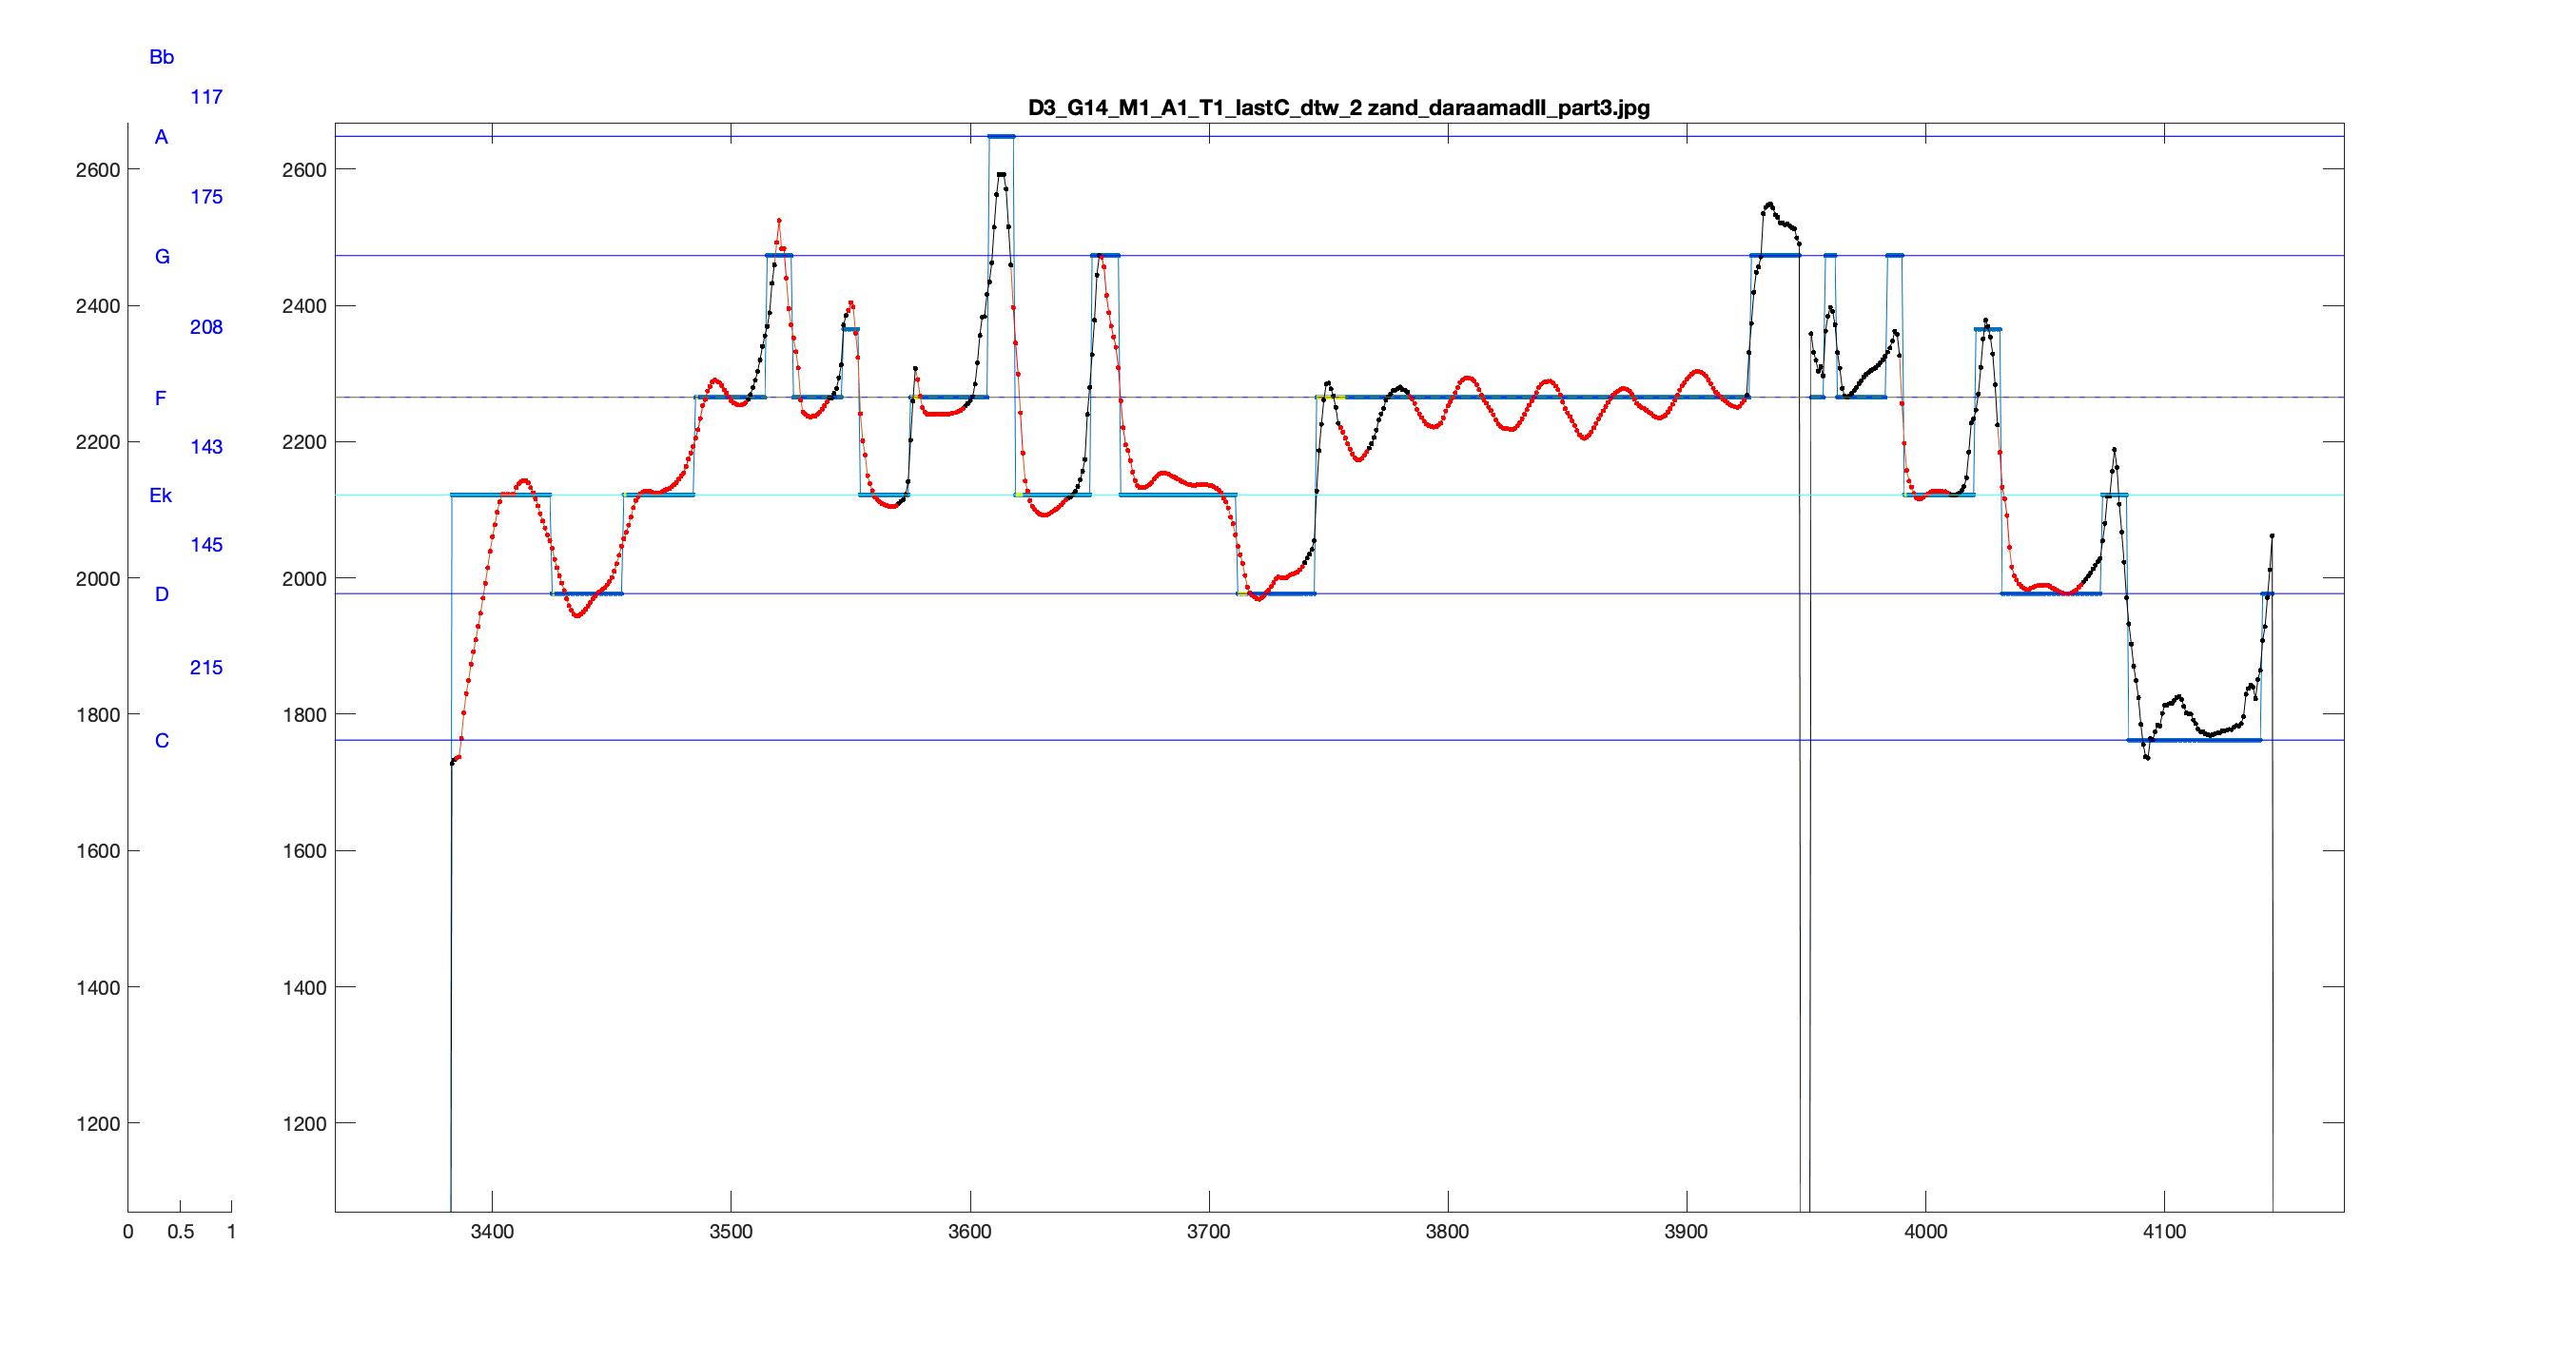 D3_G14_M1_A1_T1_lastC_dtw_2 zand_daraamadII_part3.jpg
Bb
117
A
2600 2600
175
G
2400 2400
208
F
2200 2200
143
Ek
145
2000 2000
D
215
1800 1800
C
1600 1600
1400 1400
1200 1200
0 0.5 1 3400 3500 3600 3700 3800 3900 4000 4100